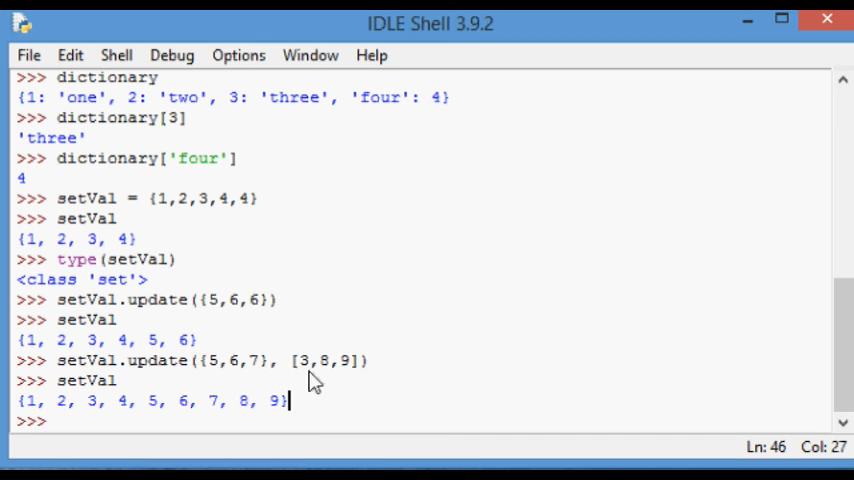 IDLE Shell 3.9.2
File Edit Shell Debug Options Window Help
>>> dictionary
{1: 'one', 2: 'two', 3: 'three', 'four': 4}
>>> dictionary[3]
'three'
>>> dictionary['four']
4
>>> setVal = {1,2,3,4,4}
>>> setVal
{1, 2, 3, 4}
>>> type(setVal)
<class 'set'>
>>> setVal.update({5,6,6})
>>> setVal
{1, 2, 3, 4, 5, 6}
>>> setVal.update({5,6,7}, [3,8,9])
>>> setVal
{1, 2, 3, 4, 5, 6, 7, 8, 9}
>>>
Ln: 46 Col: 27